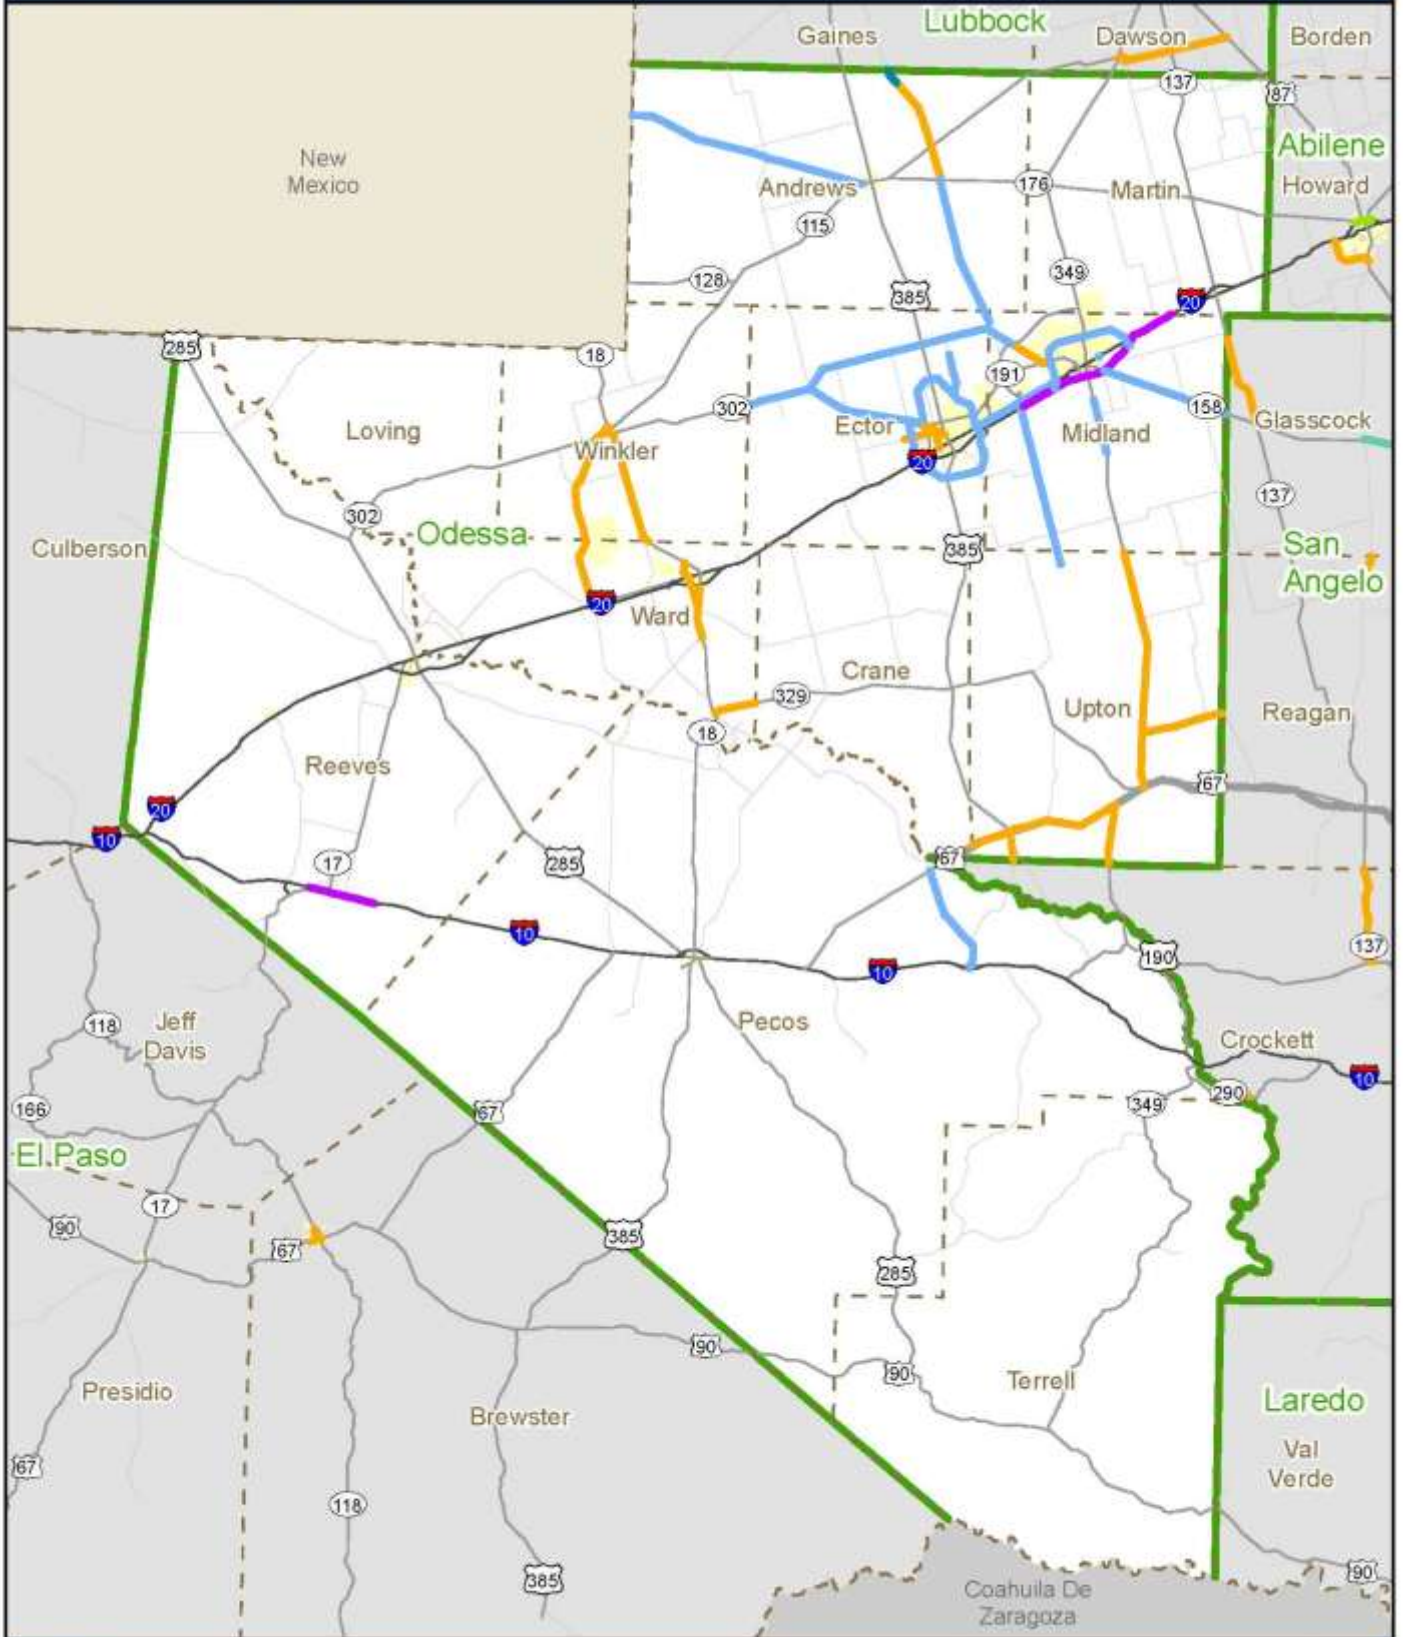 Gaines
Lubbock
Dawson
Borden
137
87
Abilene
Howard
New
Mexico
Andrews
176
Martin
115
128
385
349
20
285
18
191
302
158
Loving
Ector
Midland
Glasscock
Winkler
20
302
137
Odessa
385
Culberson
San
Angelo
20
Ward
Crane
329
Upton
Reagan
18
Reeves
67
20
10
17
285
67
10
10
137
190
118
Jeff
Davis
Pecos
Crockett
10
166
67
349
290
El Paso
17
90
67
385
285
90
90
Presidio
Brewster
Terrell
Laredo
Val
Verde
67
118
385
90
Coahuila De
Zaragoza